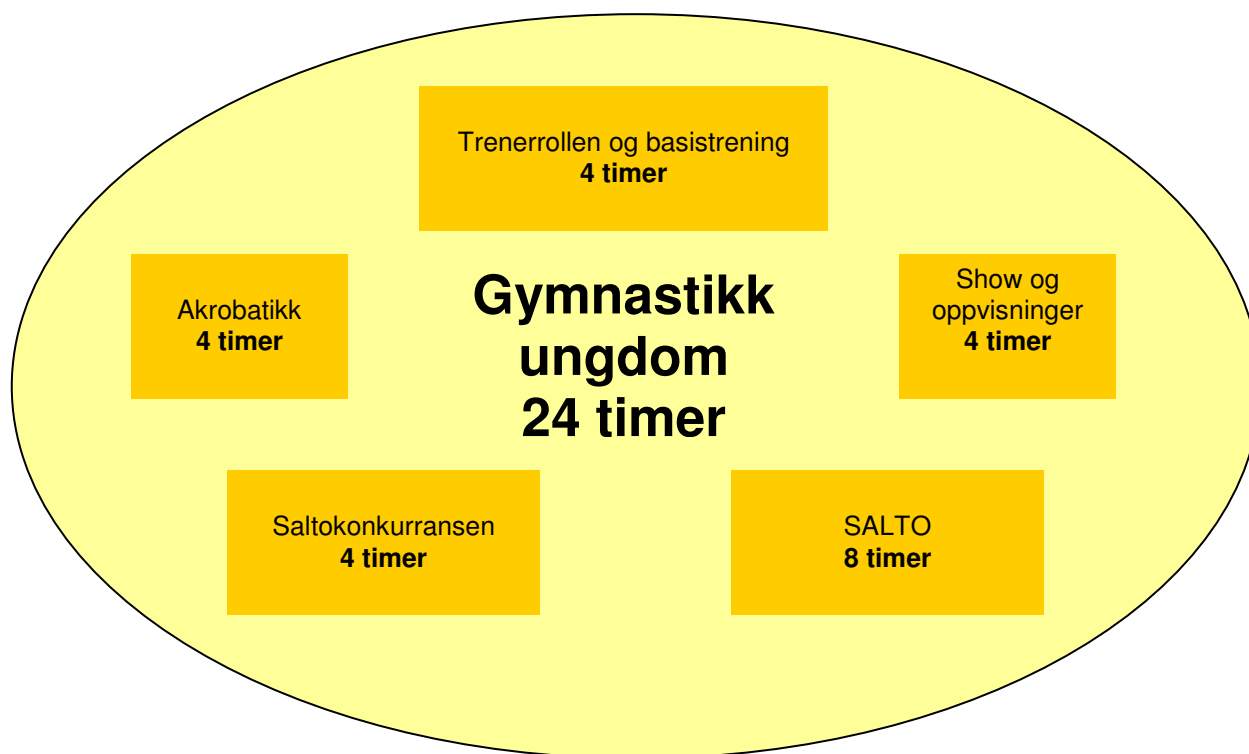 Trenerrollen og basistrening
4 timer
Akrobatikk
4 timer
Gymnastikk
ungdom
24 timer
Show og
oppvisninger
4 timer
Saltokonkurransen
4 timer
SALTO
8 timer